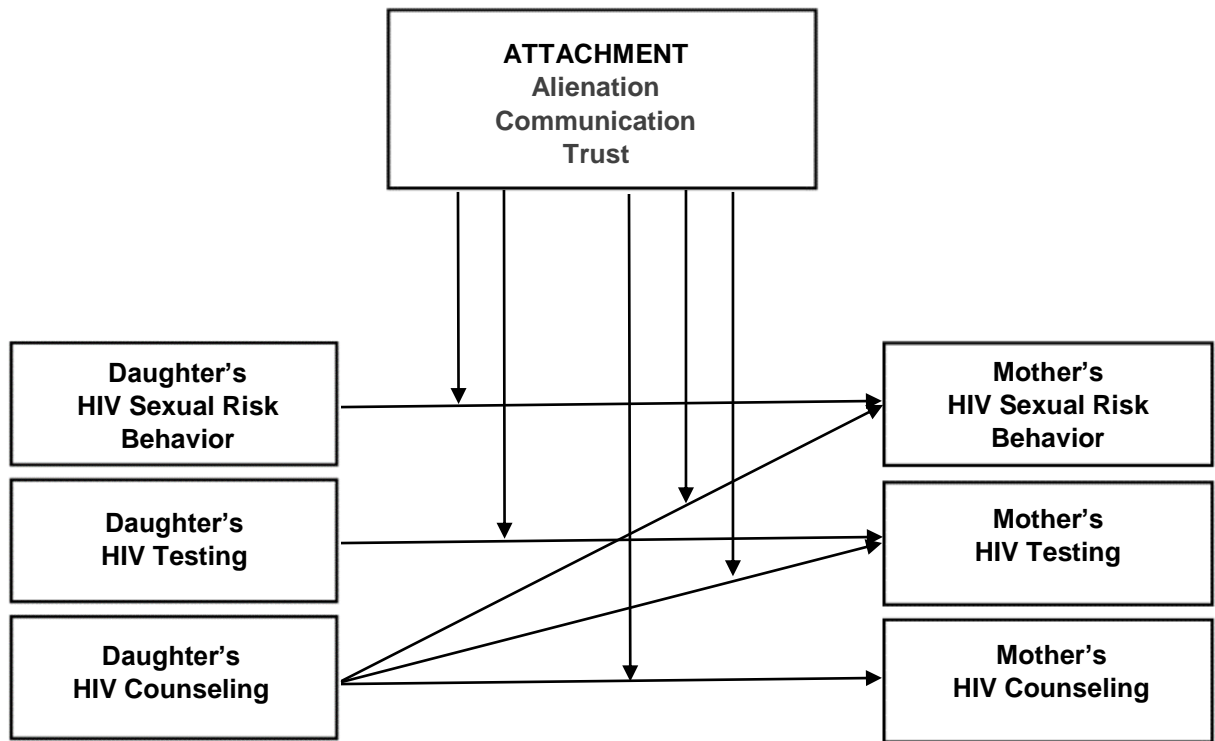 ATTACHMENT
Alienation
Communication
Trust
Daughter’s
HIV Sexual Risk
Behavior
Mother’s
HIV Sexual Risk
Behavior
Daughter’s
HIV Testing
Mother’s
HIV Testing
Daughter’s
HIV Counseling
Mother’s
HIV Counseling